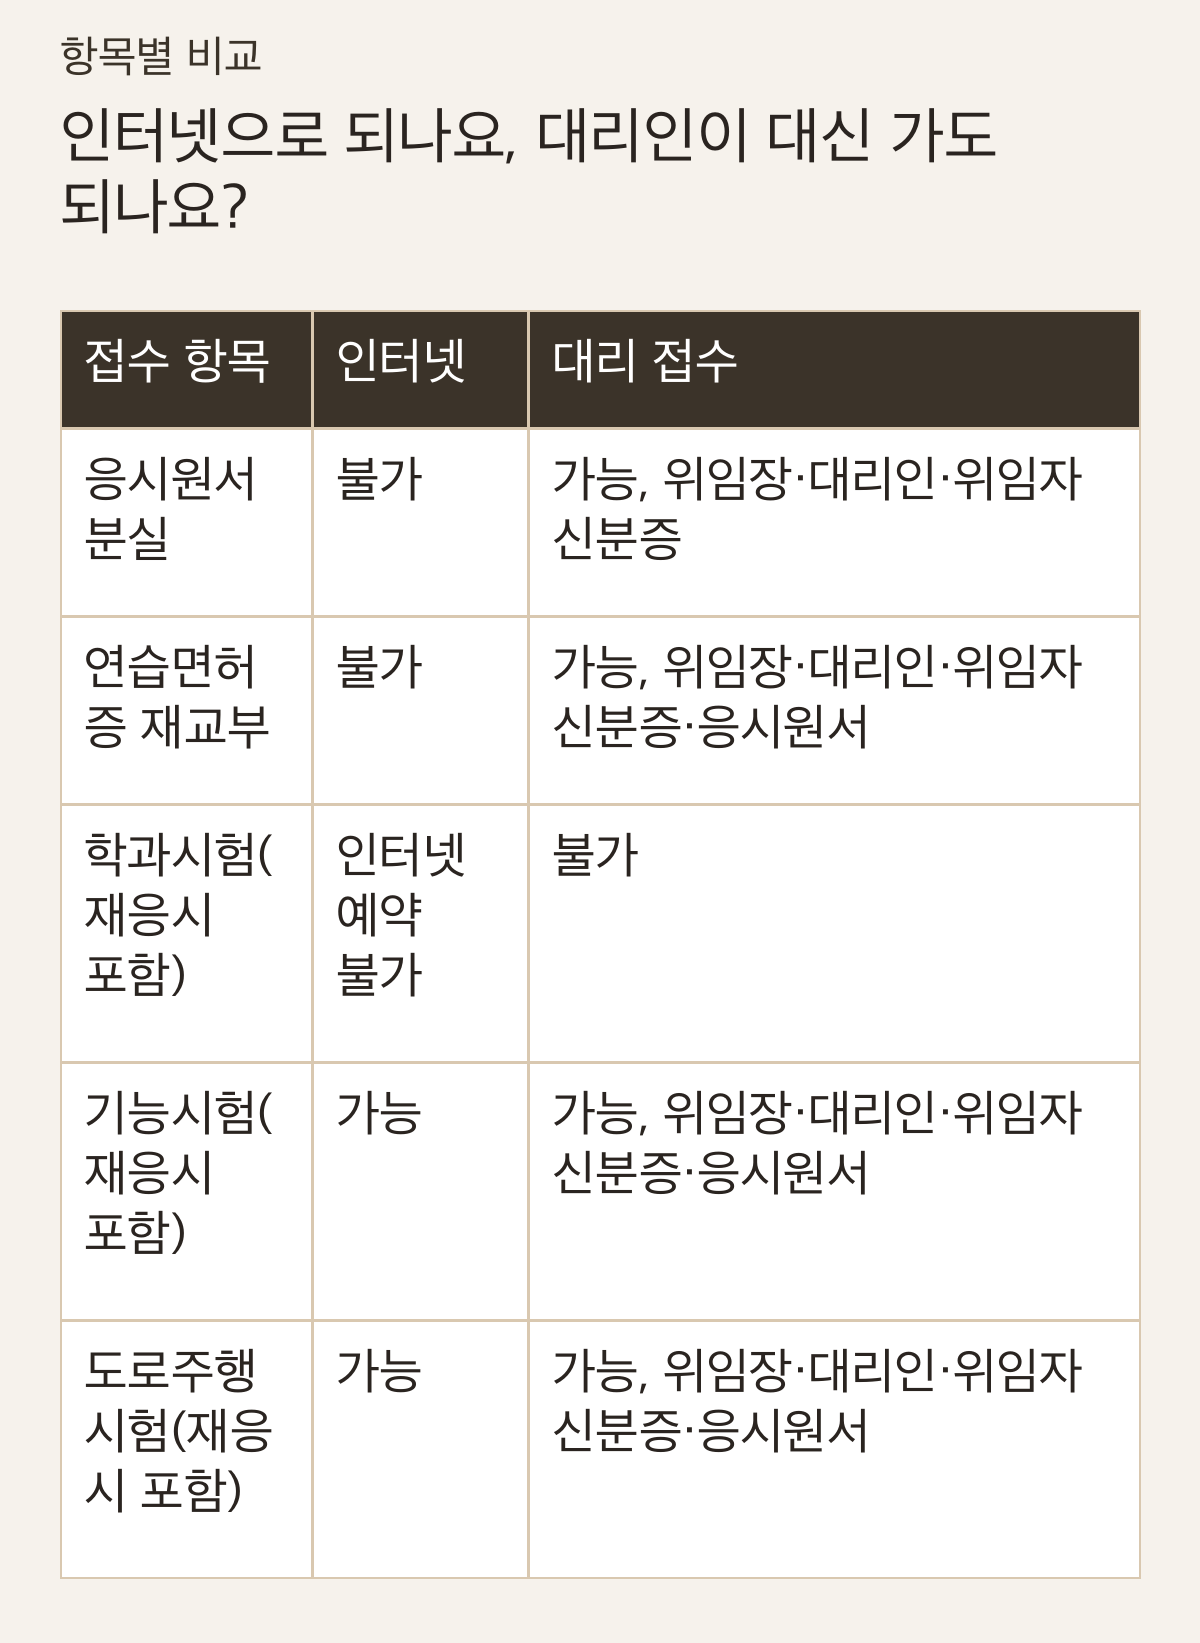 항목별 비교
인터넷으로 되나요, 대리인이 대신 가도
되나요?
접수 항목 인터넷 대리 접수
응시원서
분실
불가
가능, 위임장·대리인·위임자
신분증
연습면허
증 재교부
불가
가능, 위임장·대리인·위임자
신분증·응시원서
학과시험(
재응시
포함)
인터넷
예약
불가
불가
기능시험(
재응시
포함)
가능
가능, 위임장·대리인·위임자
신분증·응시원서
도로주행
시험(재응
시 포함)
가능
가능, 위임장·대리인·위임자
신분증·응시원서